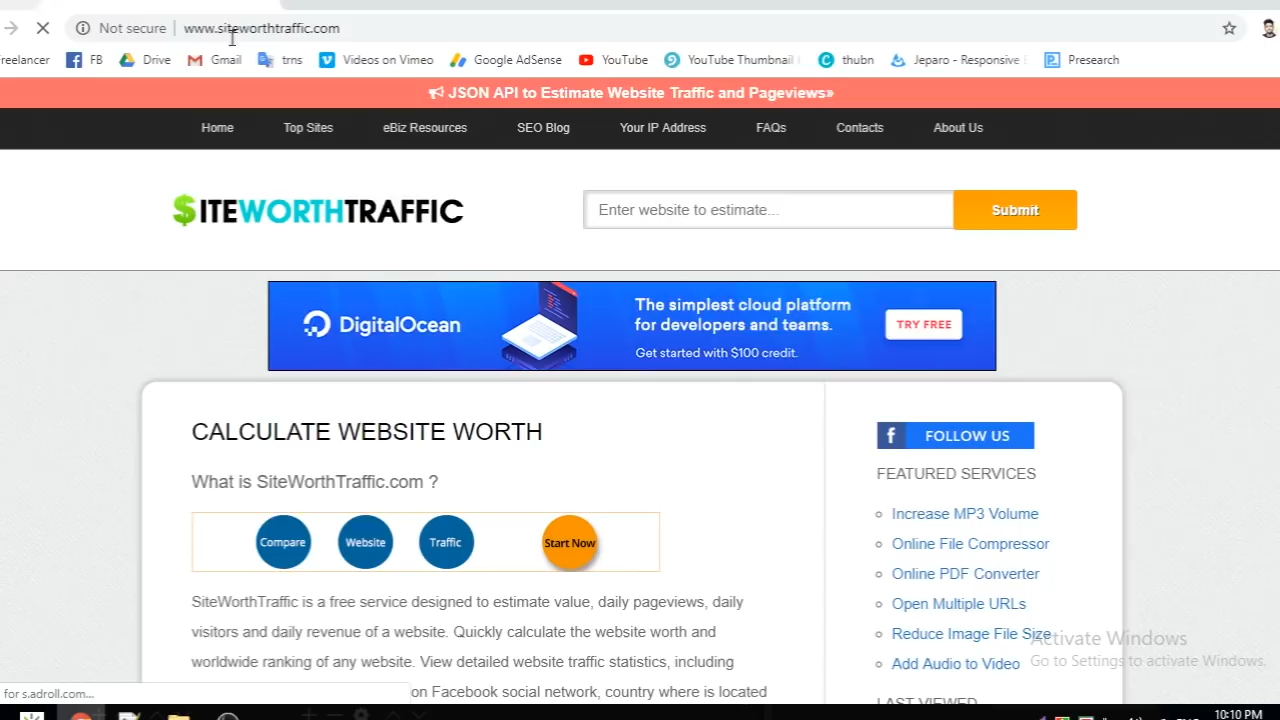 Not secure www.siteworthtraffic.com
reelancer FB Drive Gmail trns Videos on Vimeo Google AdSense YouTube YouTube Thumbnail thubn Jeparo - Responsive Presearch
JSON API to Estimate Website Traffic and Pageviews»
Home Top Sites eBiz Resources SEO Blog Your IP Address FAQs Contacts About Us
$ITEWORTHTRAFFIC
Enter website to estimate... Submit
DigitalOcean
The simplest cloud platform
for developers and teams.
Get started with $100 credit.
TRY FREE
CALCULATE WEBSITE WORTH
What is SiteWorthTraffic.com ?
Compare Website Traffic Start Now
SiteWorthTraffic is a free service designed to estimate value, daily pageviews, daily
visitors and daily revenue of a website. Quickly calculate the website worth and
worldwide ranking of any website. View detailed website traffic statistics, including
on Facebook social network, country where is located
f FOLLOW US
FEATURED SERVICES
Increase MP3 Volume
Online File Compressor
Online PDF Converter
Open Multiple URLs
Reduce Image File Size
Add Audio to Video
LAST VIEWED
Activate Windows
Go to Settings to activate Windows.
for s.adroll.com...
10:10 PM